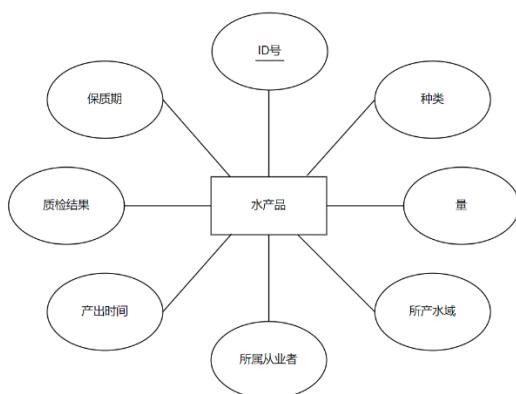 ID号
保质期
种类
质检结果
水产品
量
产出时间
所产水域
所属从业者